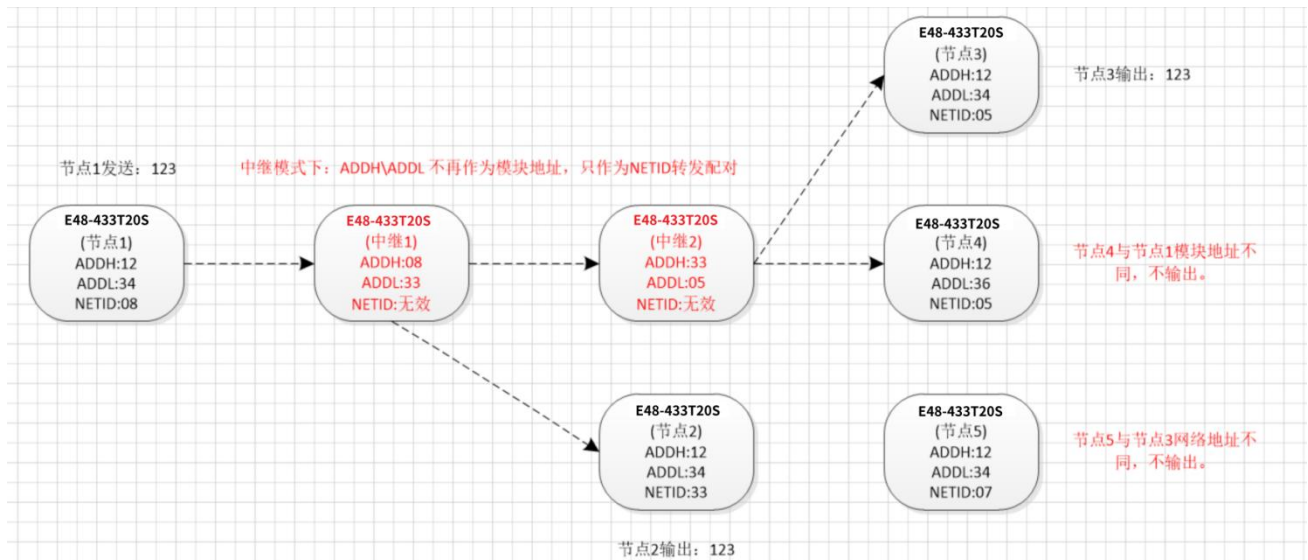 E48-433T20S
(节点3)
ADDH:12
ADDL:34
NETID:05
节点3输出：123
节点1发送：123
中继模式下：ADDH\ADDL 不再作为模块地址，只作为NETID转发配对
E48-433T20S
(节点1)
ADDH:12
ADDL:34
NETID:08
E48-433T20S
(中继1)
ADDH:08
ADDL:33
NETID:无效
E48-433T20S
(中继2)
ADDH:33
ADDL:05
NETID:无效
E48-433T20S
(节点4)
ADDH:12
ADDL:36
NETID:05
节点4与节点1模块地址不
同，不输出。
E48-433T20S
(节点2)
ADDH:12
ADDL:34
NETID:33
节点2输出：123
E48-433T20S
(节点5)
ADDH:12
ADDL:34
NETID:07
节点5与节点3网络地址不
同，不输出。